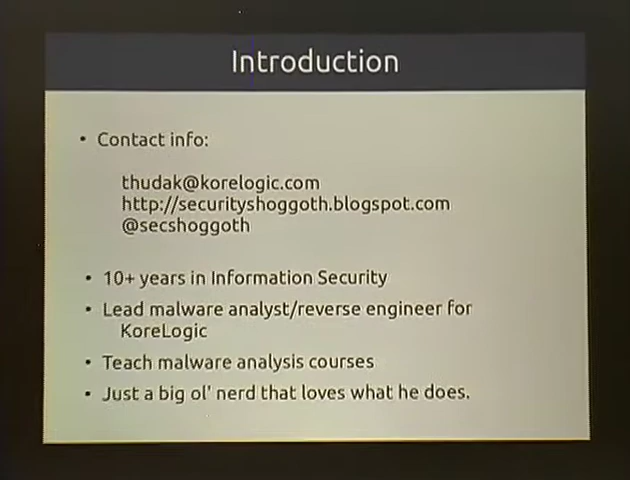 Introduction
• Contact info:
thudak@korelogic.com
http://securityshoggoth.blogspot.com
@secshoggoth
• 10+ years in Information Security
• Lead malware analyst/reverse engineer for
KoreLogic
• Teach malware analysis courses
• Just a big ol' nerd that loves what he does.